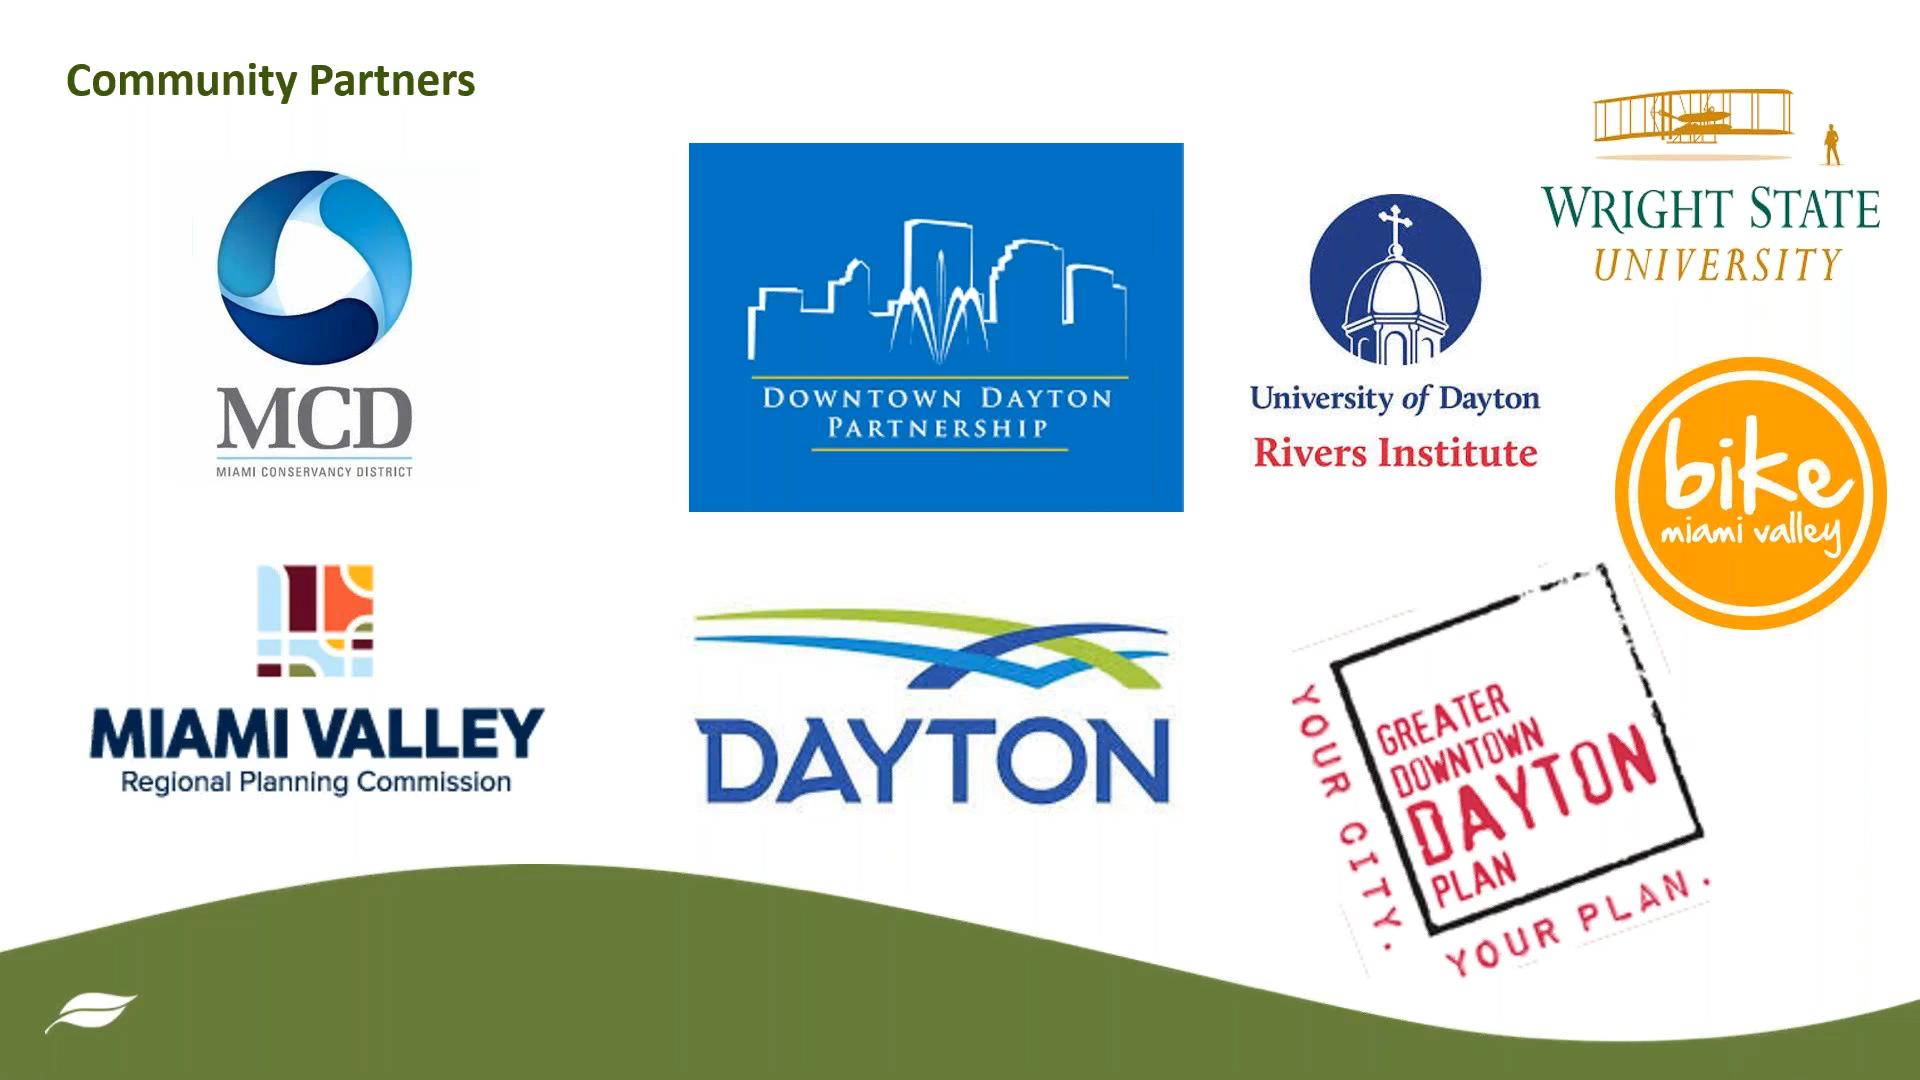 Community Partners
MCD
MIAMI CONSERVANCY DISTRICT
DOWNTOWN DAYTON
PARTNERSHIP
University of Dayton
Rivers Institute
WRIGHT STATE
UNIVERSITY
bike
miami valley
MIAMI VALLEY
Regional Planning Commission
DAYTON
YOUR CITY.
GREATER
DOWNTOWN
DAYTON
PLAN
YOUR PLAN.